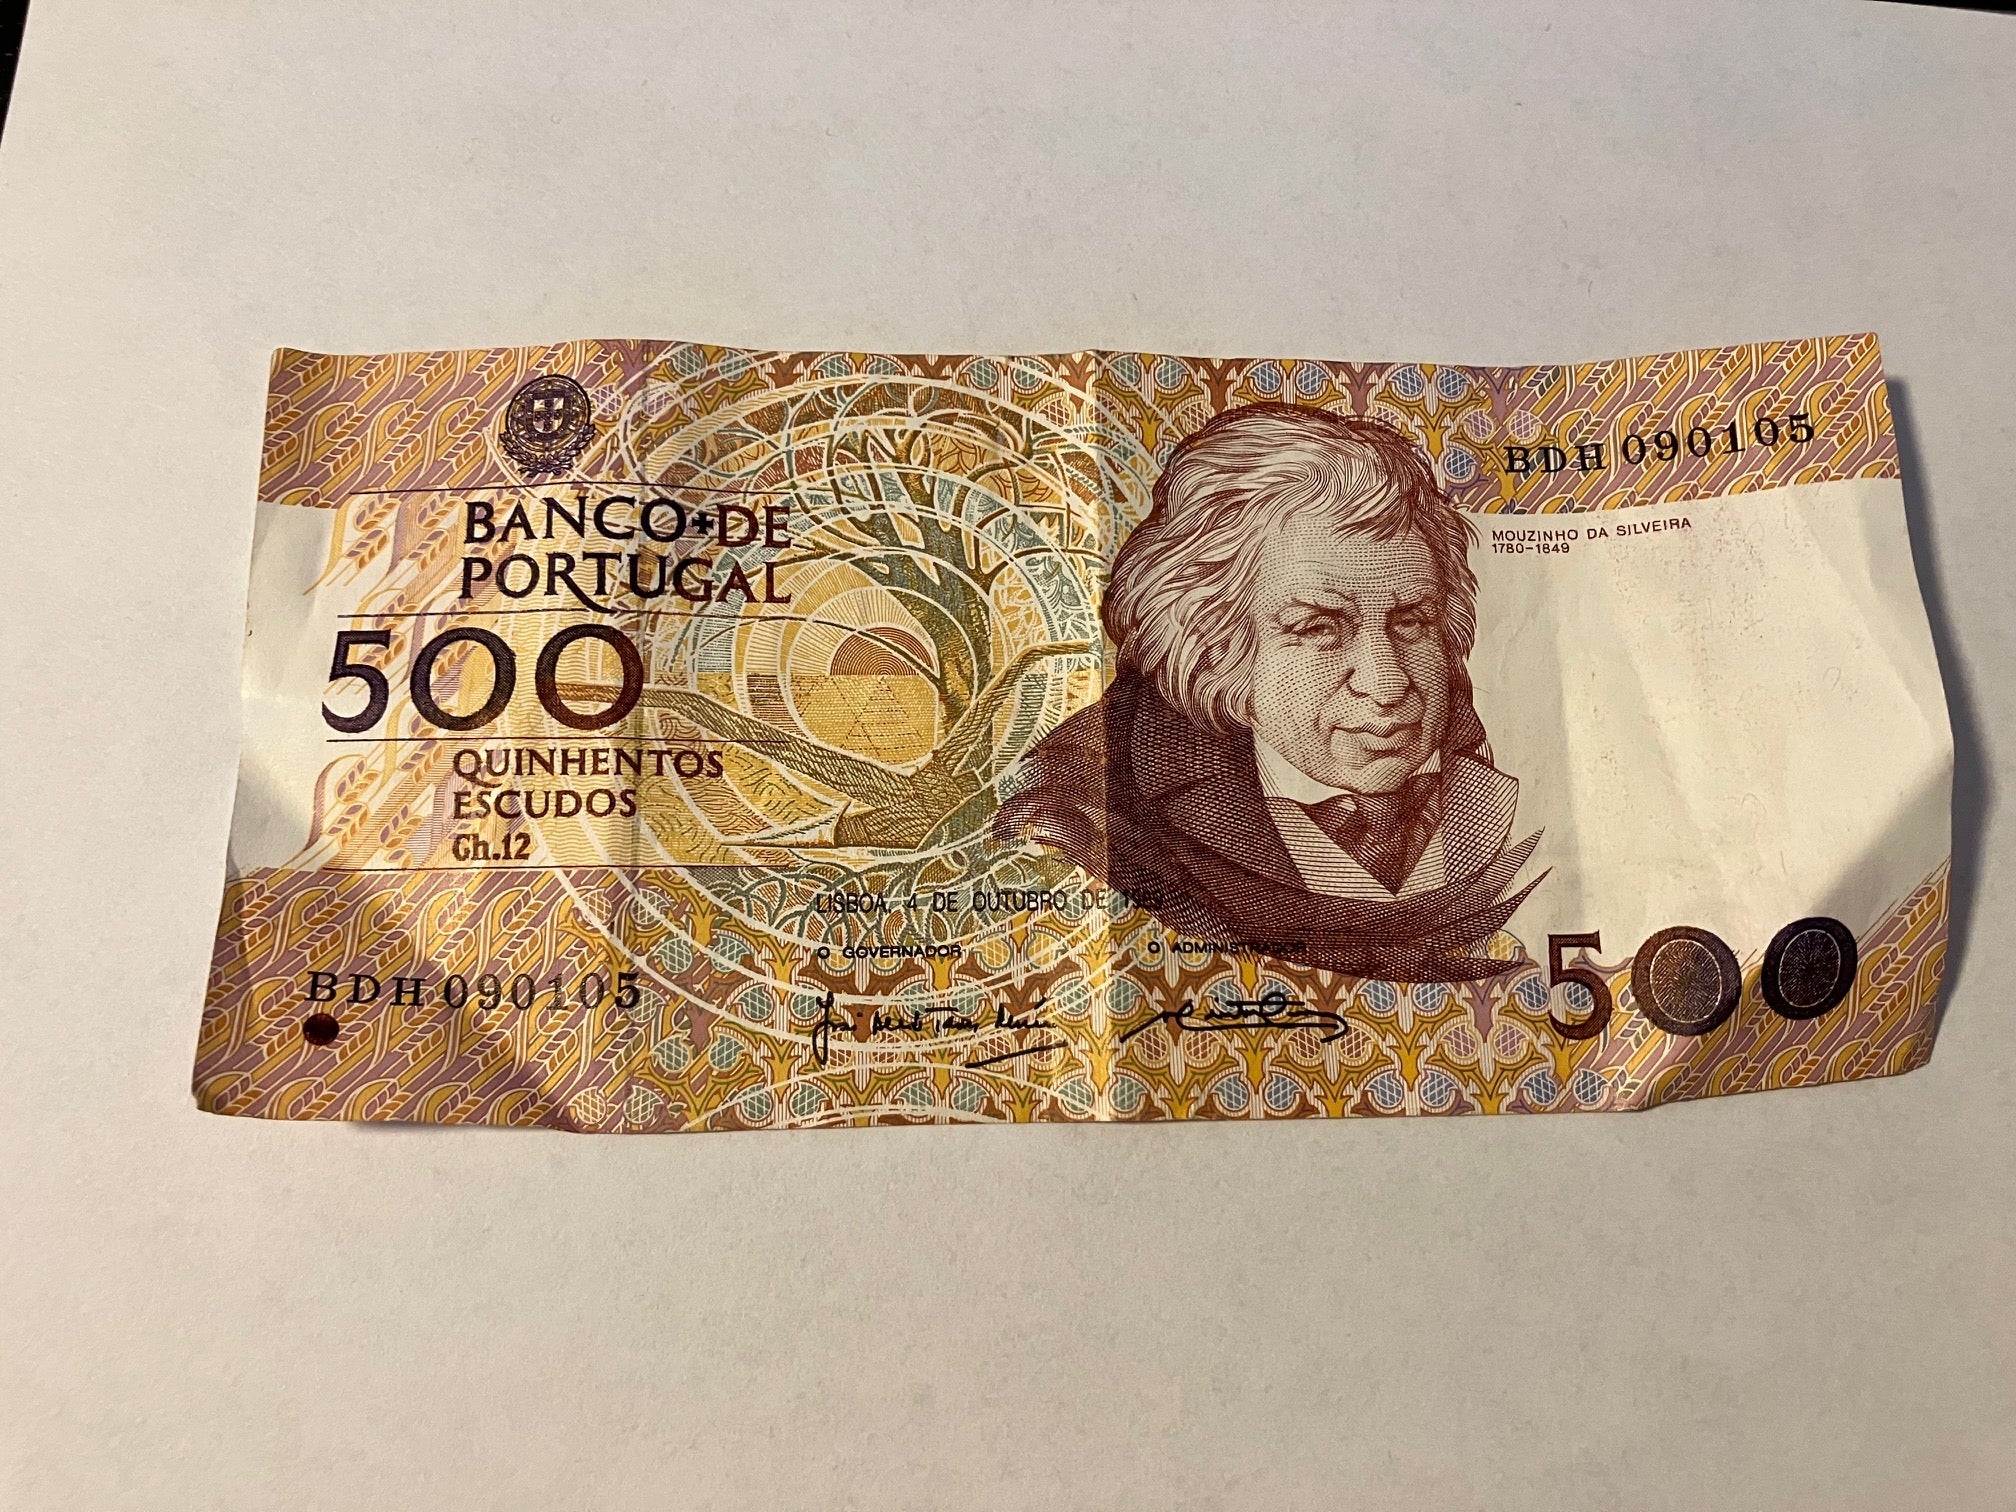 BANCO+DE
PORTUGAL
500
QUINHENTOS
ESCUDOS
Ch.12
BDH 090105
MOUZINHO DA SILVEIRA
1780-1849
LISBOA, 4 DE OUTUBRO DE 1989
O GOVERNADOR
O ADMINISTRADOR
BDH 090105
500